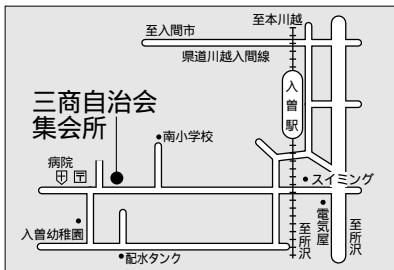 至本川越
至入間市
県道川越入間線
入曽駅
三商自治会
集会所
南小学校
病院
〒
スイミング
電気屋
至所沢
至所沢
入曽幼稚園
配水タンク